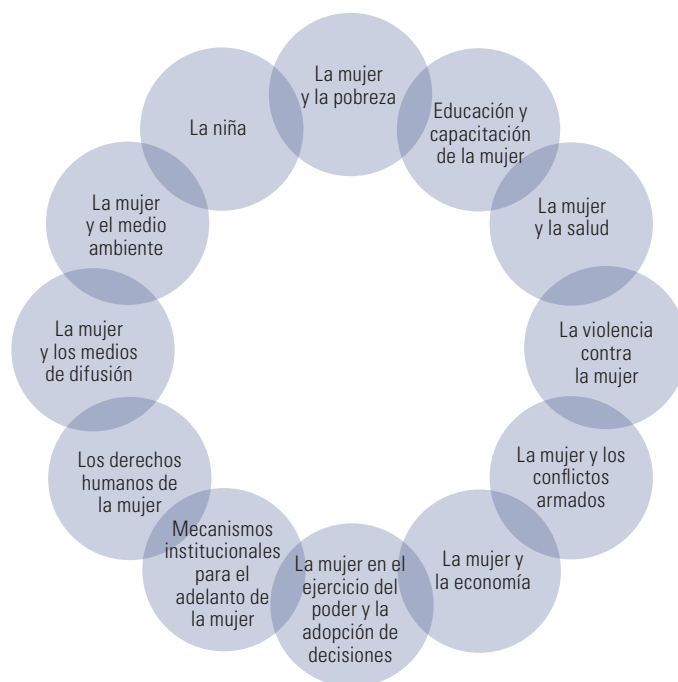 La mujer
y la pobreza
Educación y
capacitación
de la mujer
La mujer
y la salud
La violencia
contra
la mujer
La mujer y los
conflictos
armados
La mujer y
la economía
La mujer en el
ejercicio del
poder y la
adopción de
decisiones
Mecanismos
institucionales
para el
adelanto de
la mujer
Los derechos
humanos de
la mujer
La mujer
y los medios
de difusión
La mujer
y el medio
ambiente
La niña